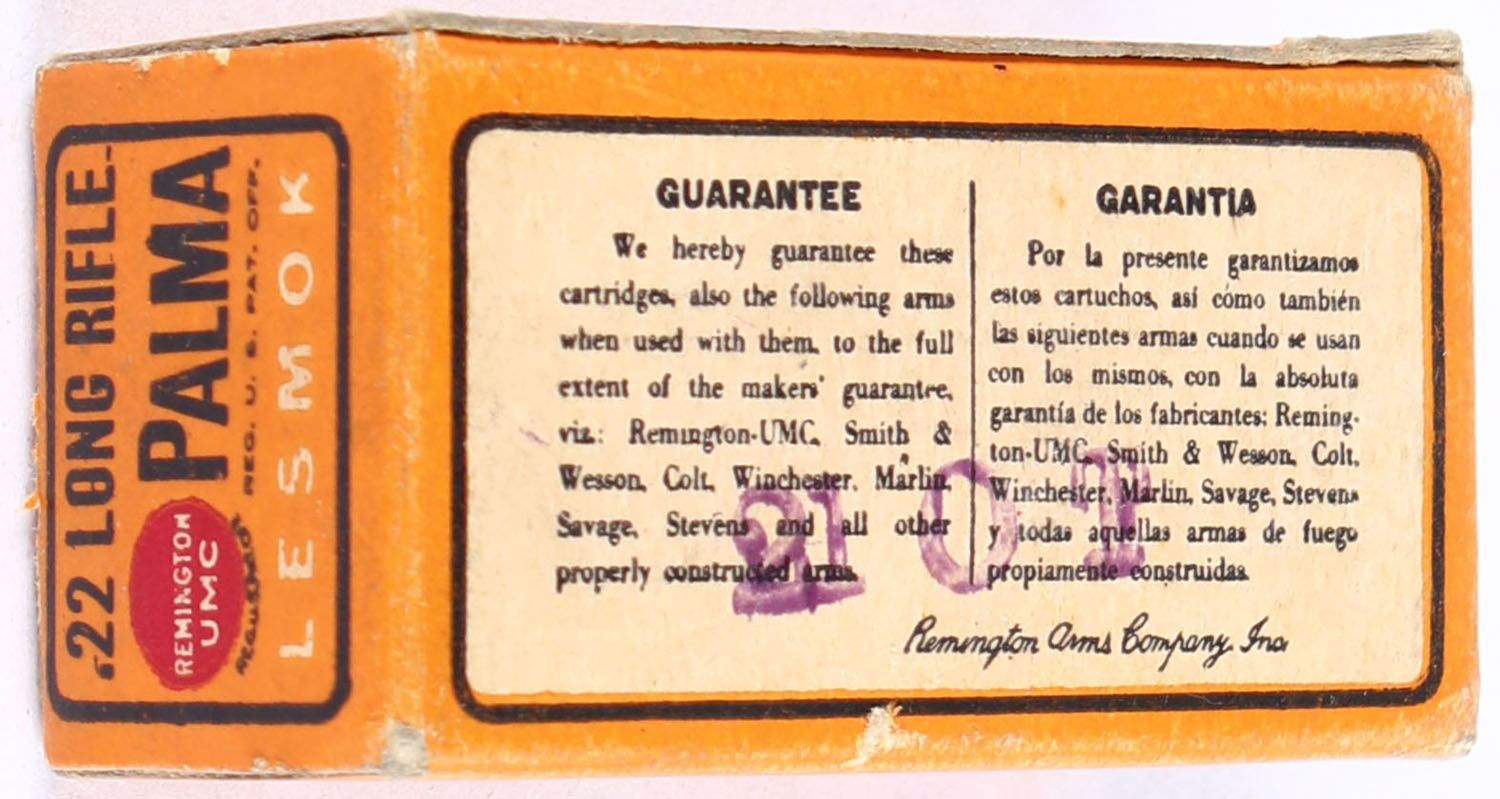 .22 LONG RIFLE
PALMA
REG. U. S. PAT. OFF.
REMINGTON
UMC
LESMOK
GUARANTEE
We hereby guarantee these
cartridges, also the following arms
when used with them, to the full
extent of the makers' guarantee,
viz.: Remington-UMC, Smith &
Wesson, Colt, Winchester, Marlin,
Savage, Stevens and all other
properly constructed arms.
GARANTIA
Por la presente garantizamos
estos cartuchos, así cómo también
las siguientes armas cuando se usan
con los mismos, con la absoluta
garantía de los fabricantes: Reming-
ton-UMC, Smith & Wesson, Colt,
Winchester, Marlin, Savage, Stevens
y todas aquellas armas de fuego
propiamente construidas.
Remington Arms Company, Inc.